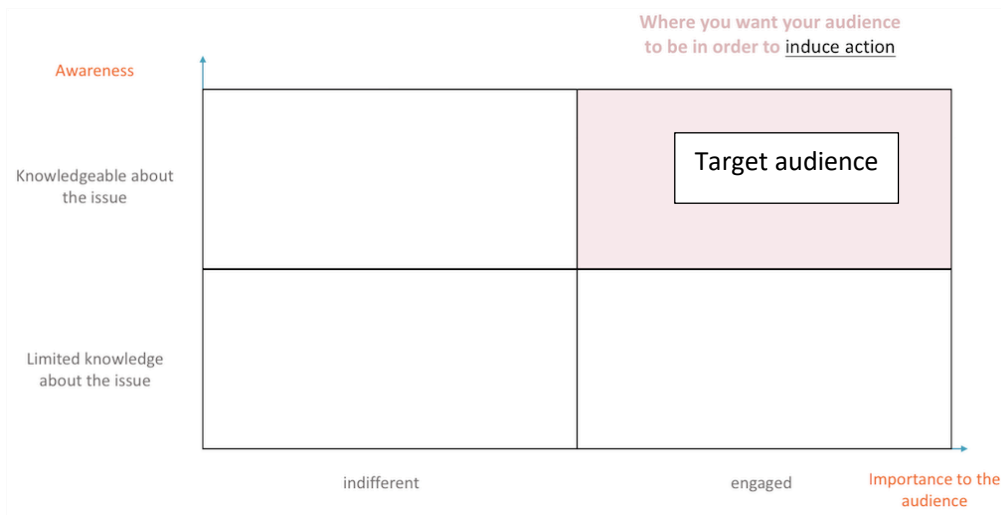 Where you want your audience
to be in order to induce action
Awareness
Knowledgeable about
the issue
Target audience
Limited knowledge
about the issue
indifferent
engaged
Importance to the
audience